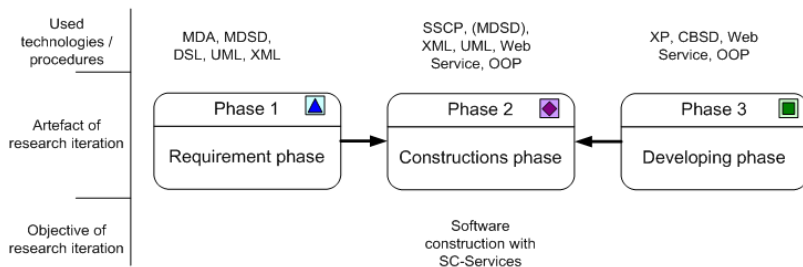 Used
technologies /
procedures
MDA, MDSD,
DSL, UML, XML
SSCP, (MDSD),
XML, UML, Web
Service, OOP
XP, CBSD, Web
Service, OOP
Artefact of
research iteration
Phase 1
Requirement phase
Phase 2
Constructions phase
Phase 3
Developing phase
Objective of
research iteration
Software
construction with
SC-Services